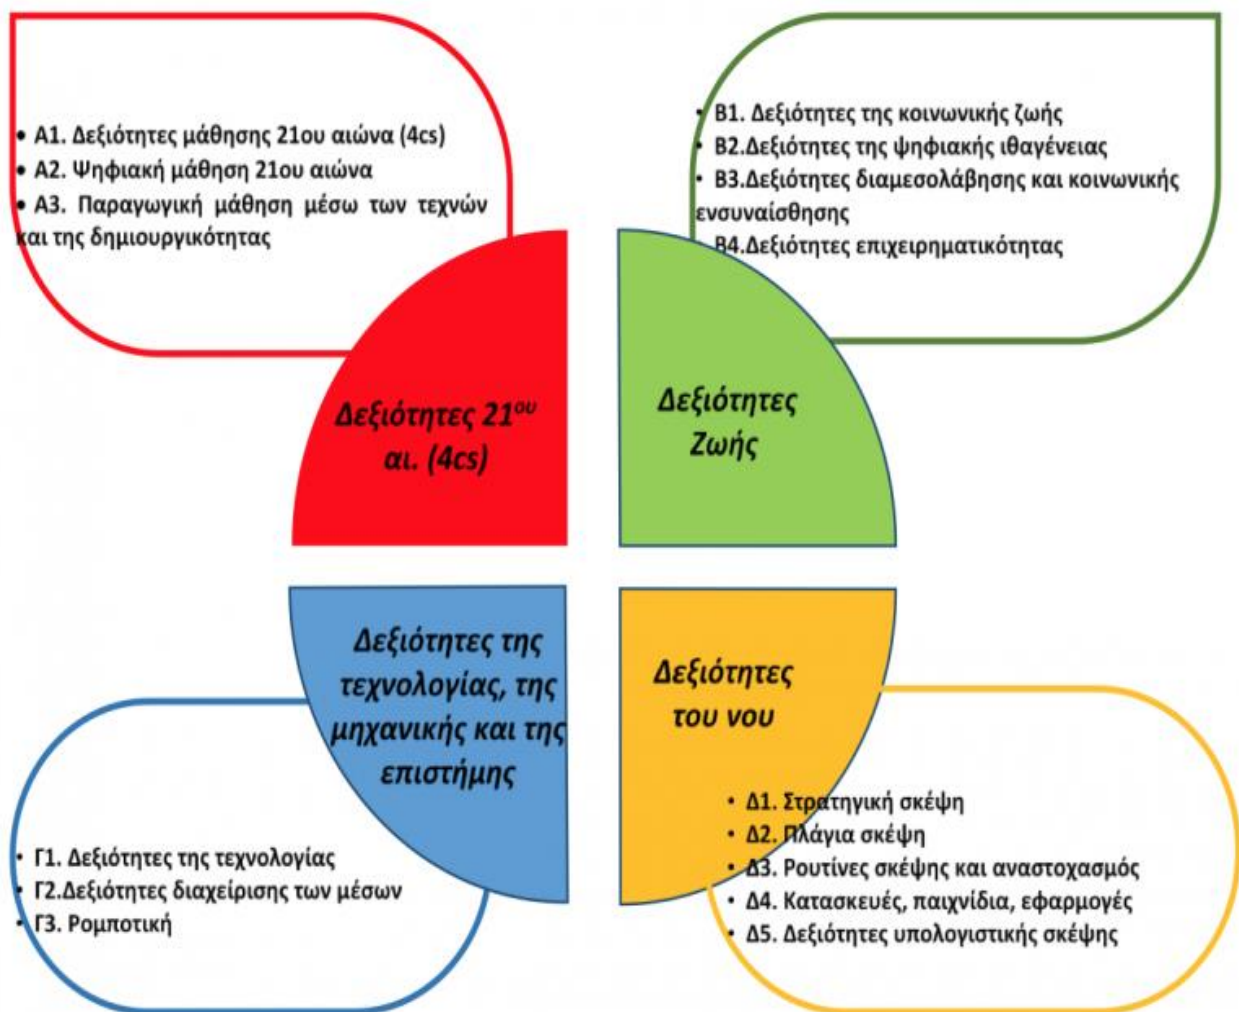 • Α1. Δεξιότητες μάθησης 21ου αιώνα (4cs)
• Α2. Ψηφιακή μάθηση 21ου αιώνα
• Α3. Παραγωγική μάθηση μέσω των τεχνών
και της δημιουργικότητας
• Β1. Δεξιότητες της κοινωνικής ζωής
• Β2.Δεξιότητες της ψηφιακής ιθαγένειας
• Β3.Δεξιότητες διαμεσολάβησης και κοινωνικής
ενσυναίσθησης
• Β4.Δεξιότητες επιχειρηματικότητας
Δεξιότητες 21ου
αι. (4cs)
Δεξιότητες
Ζωής
Δεξιότητες της
τεχνολογίας, της
μηχανικής και της
επιστήμης
Δεξιότητες
του νου
• Γ1. Δεξιότητες της τεχνολογίας
• Γ2.Δεξιότητες διαχείρισης των μέσων
• Γ3. Ρομποτική
• Δ1. Στρατηγική σκέψη
• Δ2. Πλάγια σκέψη
• Δ3. Ρουτίνες σκέψης και αναστοχασμός
• Δ4. Κατασκευές, παιχνίδια, εφαρμογές
• Δ5. Δεξιότητες υπολογιστικής σκέψης